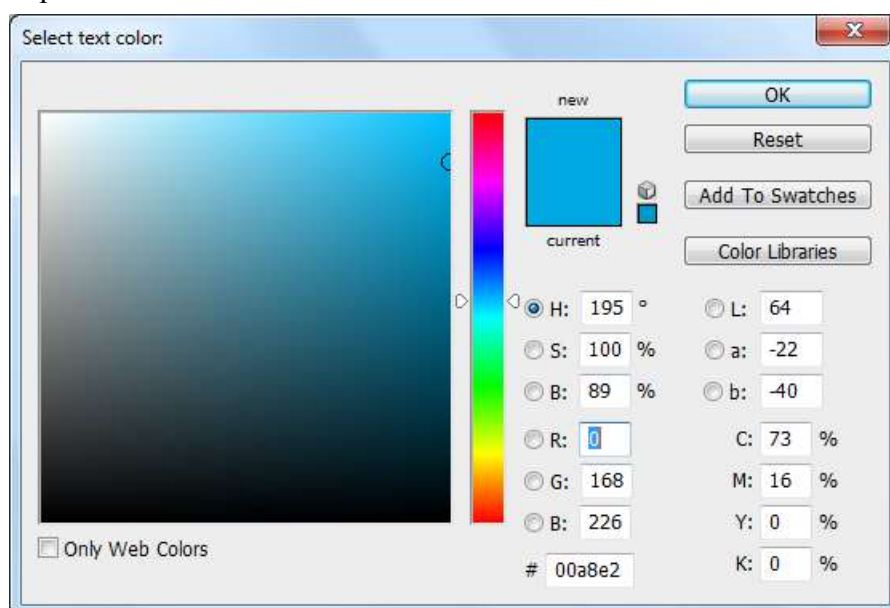 Select text color:
X
new
current
OK
Reset
Add To Swatches
Color Libraries
H: 195 ° L: 64
S: 100 % a: -22
B: 89 % b: -40
R: 0 C: 73 %
G: 168 M: 16 %
B: 226 Y: 0 %
# 00a8e2 K: 0 %
Only Web Colors